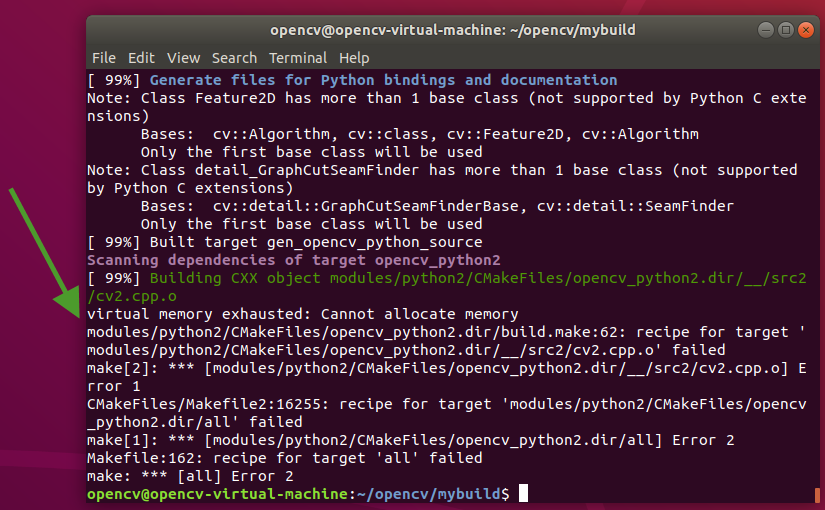 opencv@opencv-virtual-machine: ~/opencv/mybuild
File Edit View Search Terminal Help
[ 99%] Generate files for Python bindings and documentation
Note: Class Feature2D has more than 1 base class (not supported by Python C exte
nsions)
Bases:  cv::Algorithm, cv::class, cv::Feature2D, cv::Algorithm
Only the first base class will be used
Note: Class detail_GraphCutSeamFinder has more than 1 base class (not supported
by Python C extensions)
Bases:  cv::detail::GraphCutSeamFinderBase, cv::detail::SeamFinder
Only the first base class will be used
[ 99%] Built target gen_opencv_python_source
Scanning dependencies of target opencv_python2
[ 99%] Building CXX object modules/python2/CMakeFiles/opencv_python2.dir/__/src2
/cv2.cpp.o
virtual memory exhausted: Cannot allocate memory
modules/python2/CMakeFiles/opencv_python2.dir/build.make:62: recipe for target '
modules/python2/CMakeFiles/opencv_python2.dir/__/src2/cv2.cpp.o' failed
make[2]: *** [modules/python2/CMakeFiles/opencv_python2.dir/__/src2/cv2.cpp.o] E
rror 1
CMakeFiles/Makefile2:16255: recipe for target 'modules/python2/CMakeFiles/opencv
_python2.dir/all' failed
make[1]: *** [modules/python2/CMakeFiles/opencv_python2.dir/all] Error 2
Makefile:162: recipe for target 'all' failed
make: *** [all] Error 2
opencv@opencv-virtual-machine:~/opencv/mybuild$